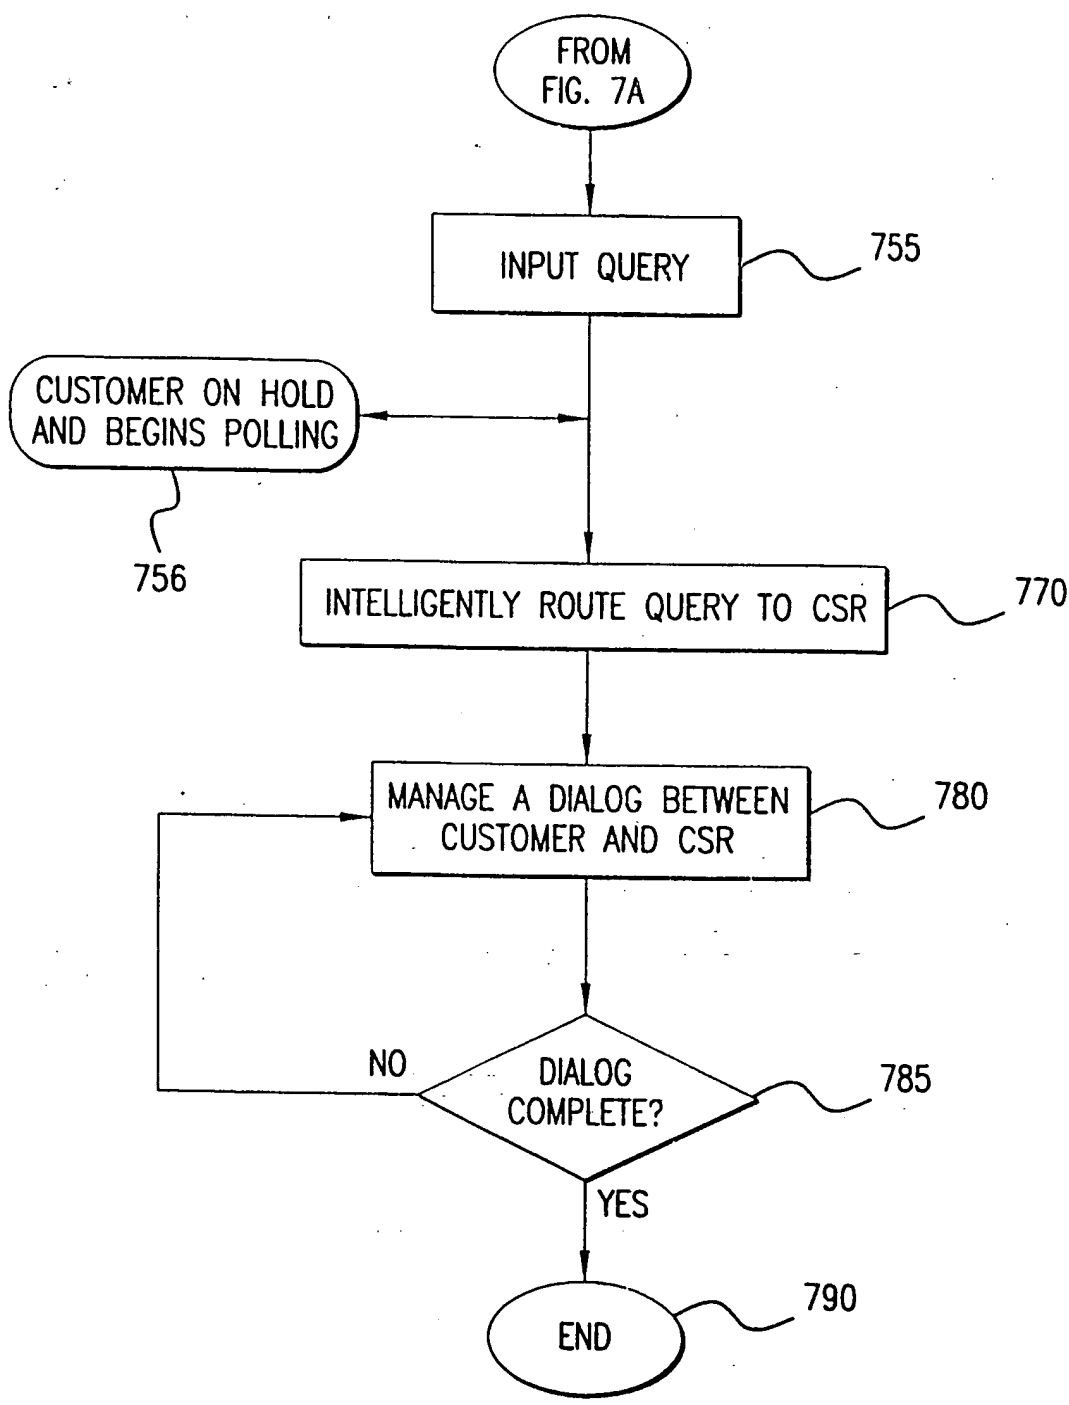 FROM
FIG. 7A
INPUT QUERY
755
CUSTOMER ON HOLD
AND BEGINS POLLING
756
INTELLIGENTLY ROUTE QUERY TO CSR
770
MANAGE A DIALOG BETWEEN
CUSTOMER AND CSR
780
NO
DIALOG
COMPLETE?
785
YES
END
790